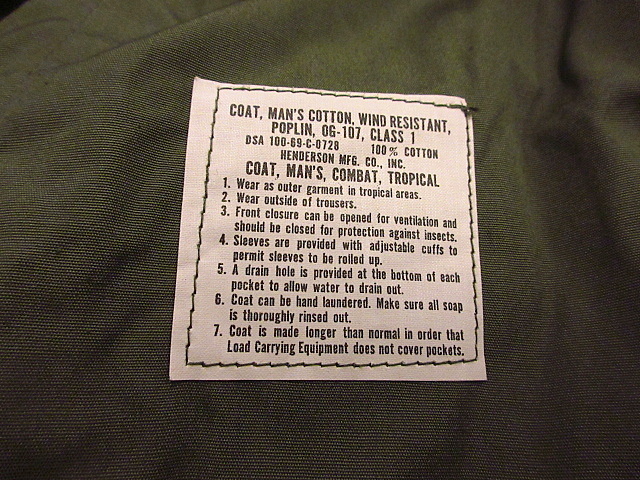 COAT, MAN'S COTTON, WIND RESISTANT,
POPLIN, OG-107, CLASS 1
DSA 100-69-C-0728 100% COTTON
HENDERSON MFG. CO., INC.
COAT, MAN'S, COMBAT, TROPICAL
1. Wear as outer garment in tropical areas.
2. Wear outside of trousers.
3. Front closure can be opened for ventilation and
should be closed for protection against insects.
4. Sleeves are provided with adjustable cuffs to
permit sleeves to be rolled up.
5. A drain hole is provided at the bottom of each
pocket to allow water to drain out.
6. Coat can be hand laundered. Make sure all soap
is thoroughly rinsed out.
7. Coat is made longer than normal in order that
Load Carrying Equipment does not cover pockets.